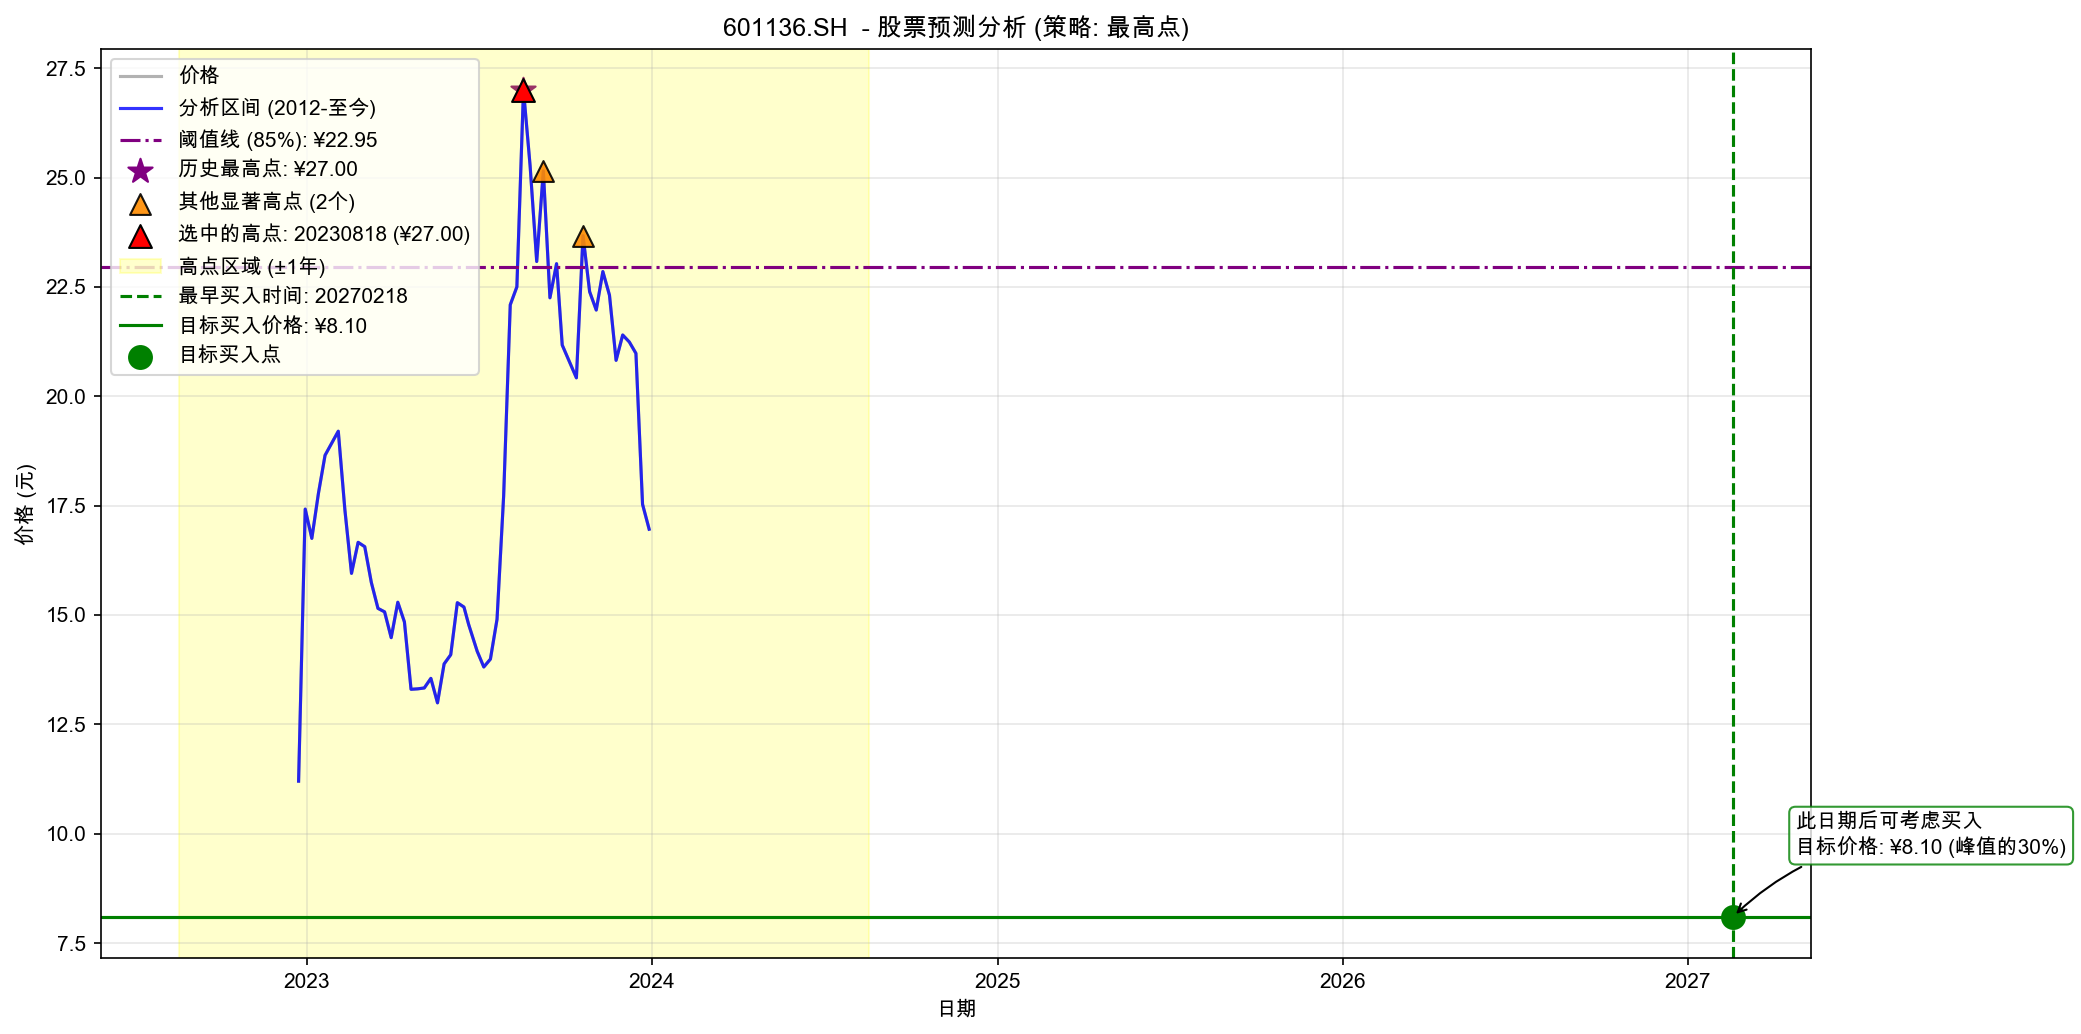 601136.SH - 股票预测分析 (策略: 最高点)
价格
分析区间 (2012-至今)
阈值线 (85%): ¥22.95
历史最高点: ¥27.00
其他显著高点 (2个)
选中的高点: 20230818 (¥27.00)
高点区域 (±1年)
最早买入时间: 20270218
目标买入价格: ¥8.10
目标买入点
27.5
25.0
22.5
20.0
17.5
15.0
12.5
10.0
7.5
价格 (元)
此日期后可考虑买入
目标价格: ¥8.10 (峰值的30%)
2023
2024
2025
2026
2027
日期